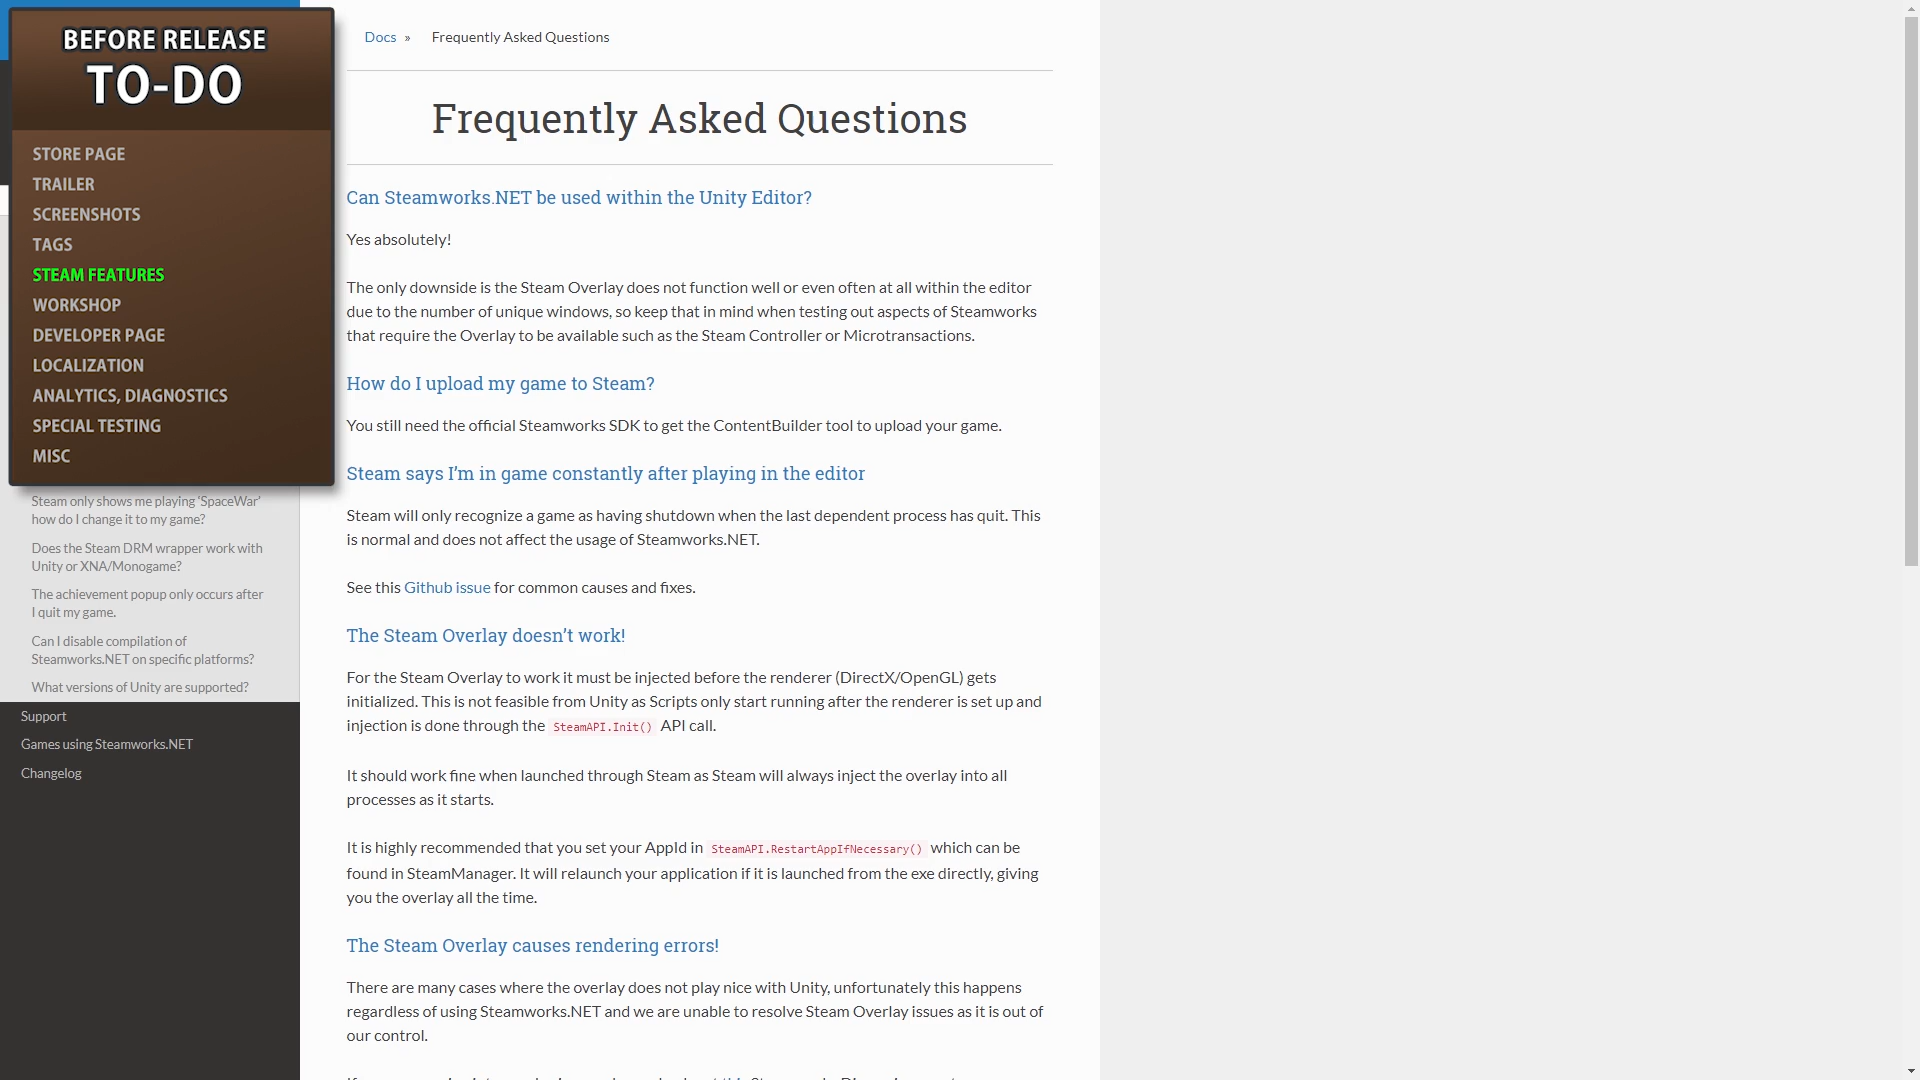 BEFORE RELEASE
TO-DO
STORE PAGE
TRAILER
SCREENSHOTS
TAGS
STEAM FEATURES
WORKSHOP
DEVELOPER PAGE
LOCALIZATION
ANALYTICS, DIAGNOSTICS
SPECIAL TESTING
MISC
Steam only shows me playing ‘SpaceWar’
how do I change it to my game?
Does the Steam DRM wrapper work with
Unity or XNA/Monogame?
The achievement popup only occurs after
I quit my game.
Can I disable compilation of
Steamworks.NET on specific platforms?
What versions of Unity are supported?
Support
Games using Steamworks.NET
Changelog
Docs » Frequently Asked Questions
Frequently Asked Questions
Can Steamworks.NET be used within the Unity Editor?
Yes absolutely!
The only downside is the Steam Overlay does not function well or even often at all within the editor
due to the number of unique windows, so keep that in mind when testing out aspects of Steamworks
that require the Overlay to be available such as the Steam Controller or Microtransactions.
How do I upload my game to Steam?
You still need the official Steamworks SDK to get the ContentBuilder tool to upload your game.
Steam says I’m in game constantly after playing in the editor
Steam will only recognize a game as having shutdown when the last dependent process has quit. This
is normal and does not affect the usage of Steamworks.NET.
See this Github issue for common causes and fixes.
The Steam Overlay doesn’t work!
For the Steam Overlay to work it must be injected before the renderer (DirectX/OpenGL) gets
initialized. This is not feasible from Unity as Scripts only start running after the renderer is set up and
injection is done through the SteamAPI.Init() API call.
It should work fine when launched through Steam as Steam will always inject the overlay into all
processes as it starts.
It is highly recommended that you set your AppId in SteamAPI.RestartAppIfNecessary() which can be
found in SteamManager. It will relaunch your application if it is launched from the exe directly, giving
you the overlay all the time.
The Steam Overlay causes rendering errors!
There are many cases where the overlay does not play nice with Unity, unfortunately this happens
regardless of using Steamworks.NET and we are unable to resolve Steam Overlay issues as it is out of
our control.